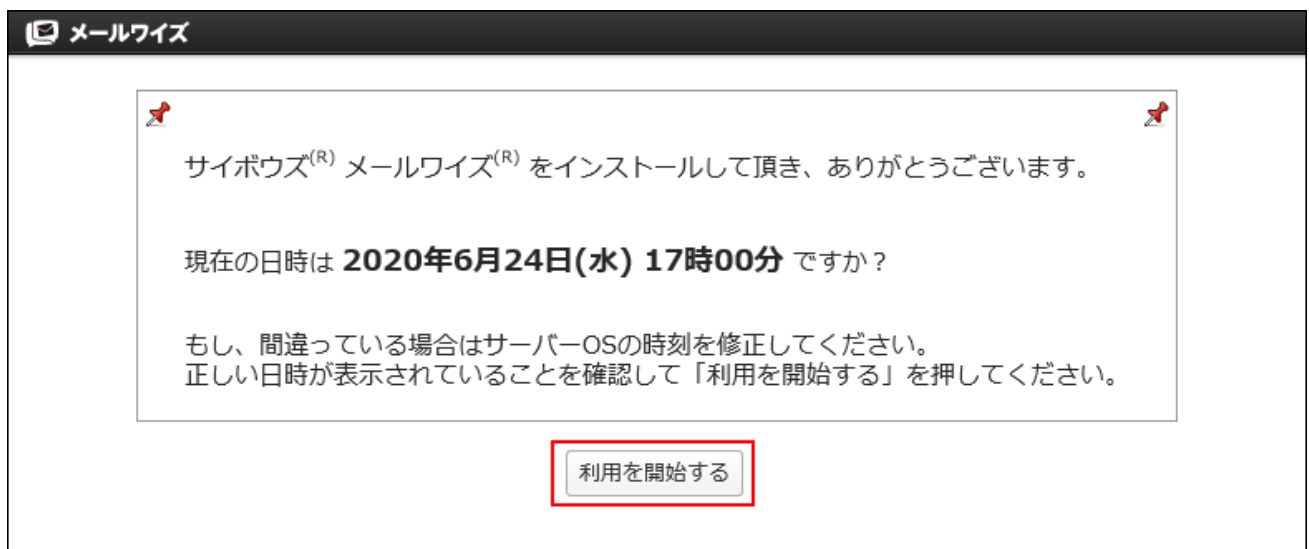 メールワイズ
サイボウズ(R) メールワイズ(R) をインストールして頂き、ありがとうございます。
現在の日時は 2020年6月24日(水) 17時00分 ですか？
もし、間違っている場合はサーバーOSの時刻を修正してください。
正しい日時が表示されていることを確認して「利用を開始する」を押してください。
利用を開始する